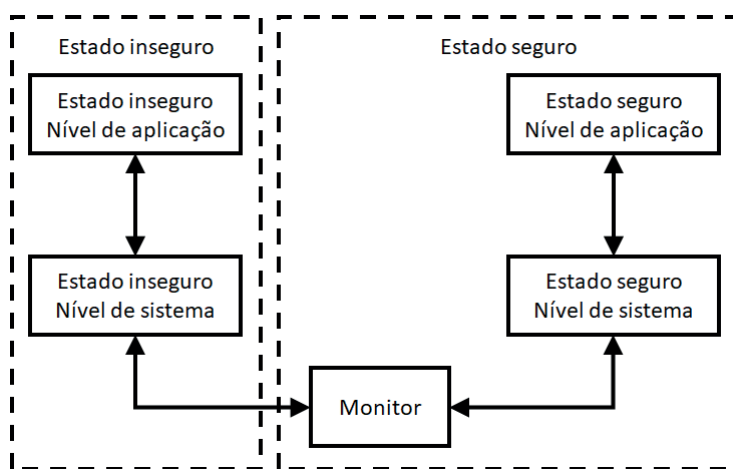 Estado inseguro
Estado seguro
Estado inseguro
Nível de aplicação
Estado seguro
Nível de aplicação
Estado inseguro
Nível de sistema
Estado seguro
Nível de sistema
Monitor